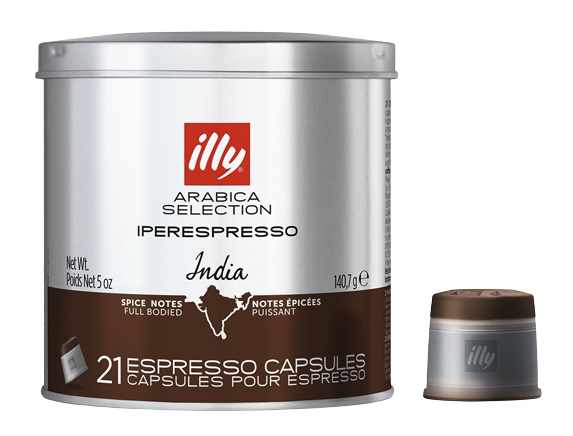 illy
ARABICA
SELECTION
IPERESPRESSO
India
Net Wt.
Poids Net 5 oz
140,7 g ℮
SPICE NOTES
FULL BODIED
NOTES ÉPICÉES
PUISSANT
21 ESPRESSO CAPSULES
CAPSULES POUR ESPRESSO
illy